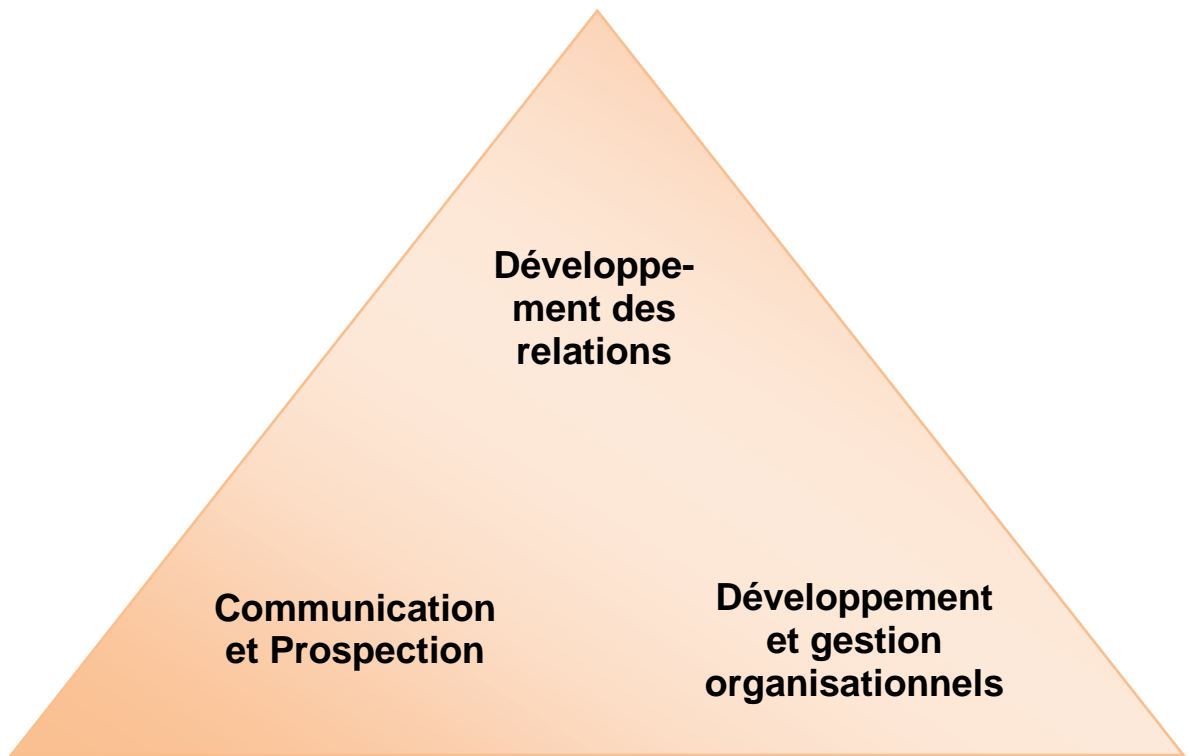 Développe-
ment des
relations
Communication
et Prospection
Développement
et gestion
organisationnels